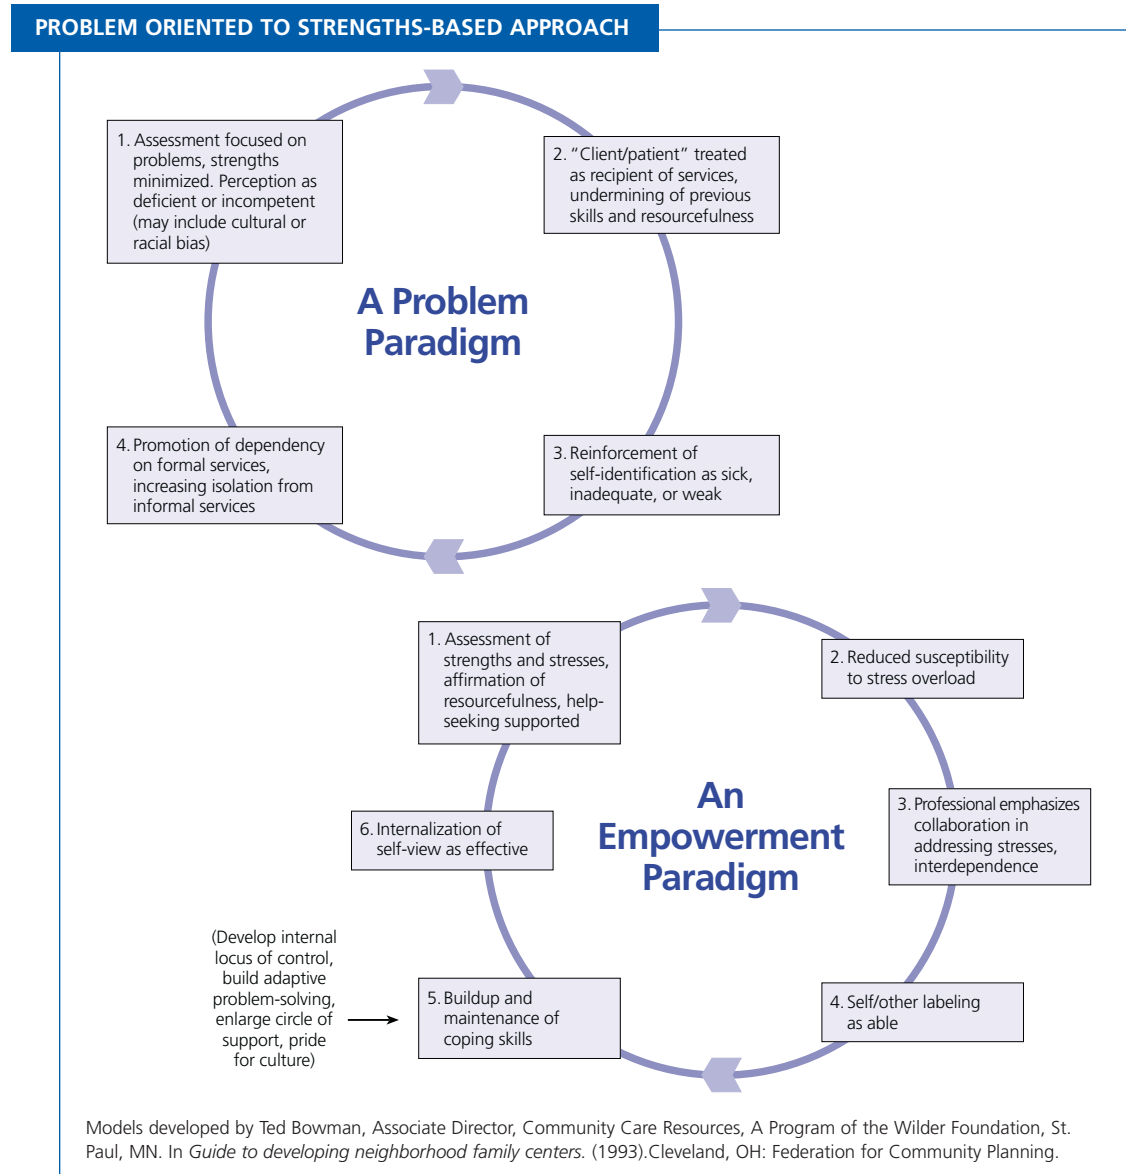 PROBLEM ORIENTED TO STRENGTHS-BASED APPROACH
1. Assessment focused on
problems, strengths
minimized. Perception as
deficient or incompetent
(may include cultural or
racial bias)
2. “Client/patient” treated
as recipient of services,
undermining of previous
skills and resourcefulness
A Problem
Paradigm
3. Reinforcement of
self-identification as sick,
inadequate, or weak
4. Promotion of dependency
on formal services,
increasing isolation from
informal services
1. Assessment of
strengths and stresses,
affirmation of
resourcefulness, help-
seeking supported
2. Reduced susceptibility
to stress overload
An
Empowerment
Paradigm
3. Professional emphasizes
collaboration in
addressing stresses,
interdependence
4. Self/other labeling
as able
5. Buildup and
maintenance of
coping skills
(Develop internal
locus of control,
build adaptive
problem-solving,
enlarge circle of
support, pride
for culture)
6. Internalization of
self-view as effective
Models developed by Ted Bowman, Associate Director, Community Care Resources, A Program of the Wilder Foundation, St.
Paul, MN. In Guide to developing neighborhood family centers. (1993).Cleveland, OH: Federation for Community Planning.